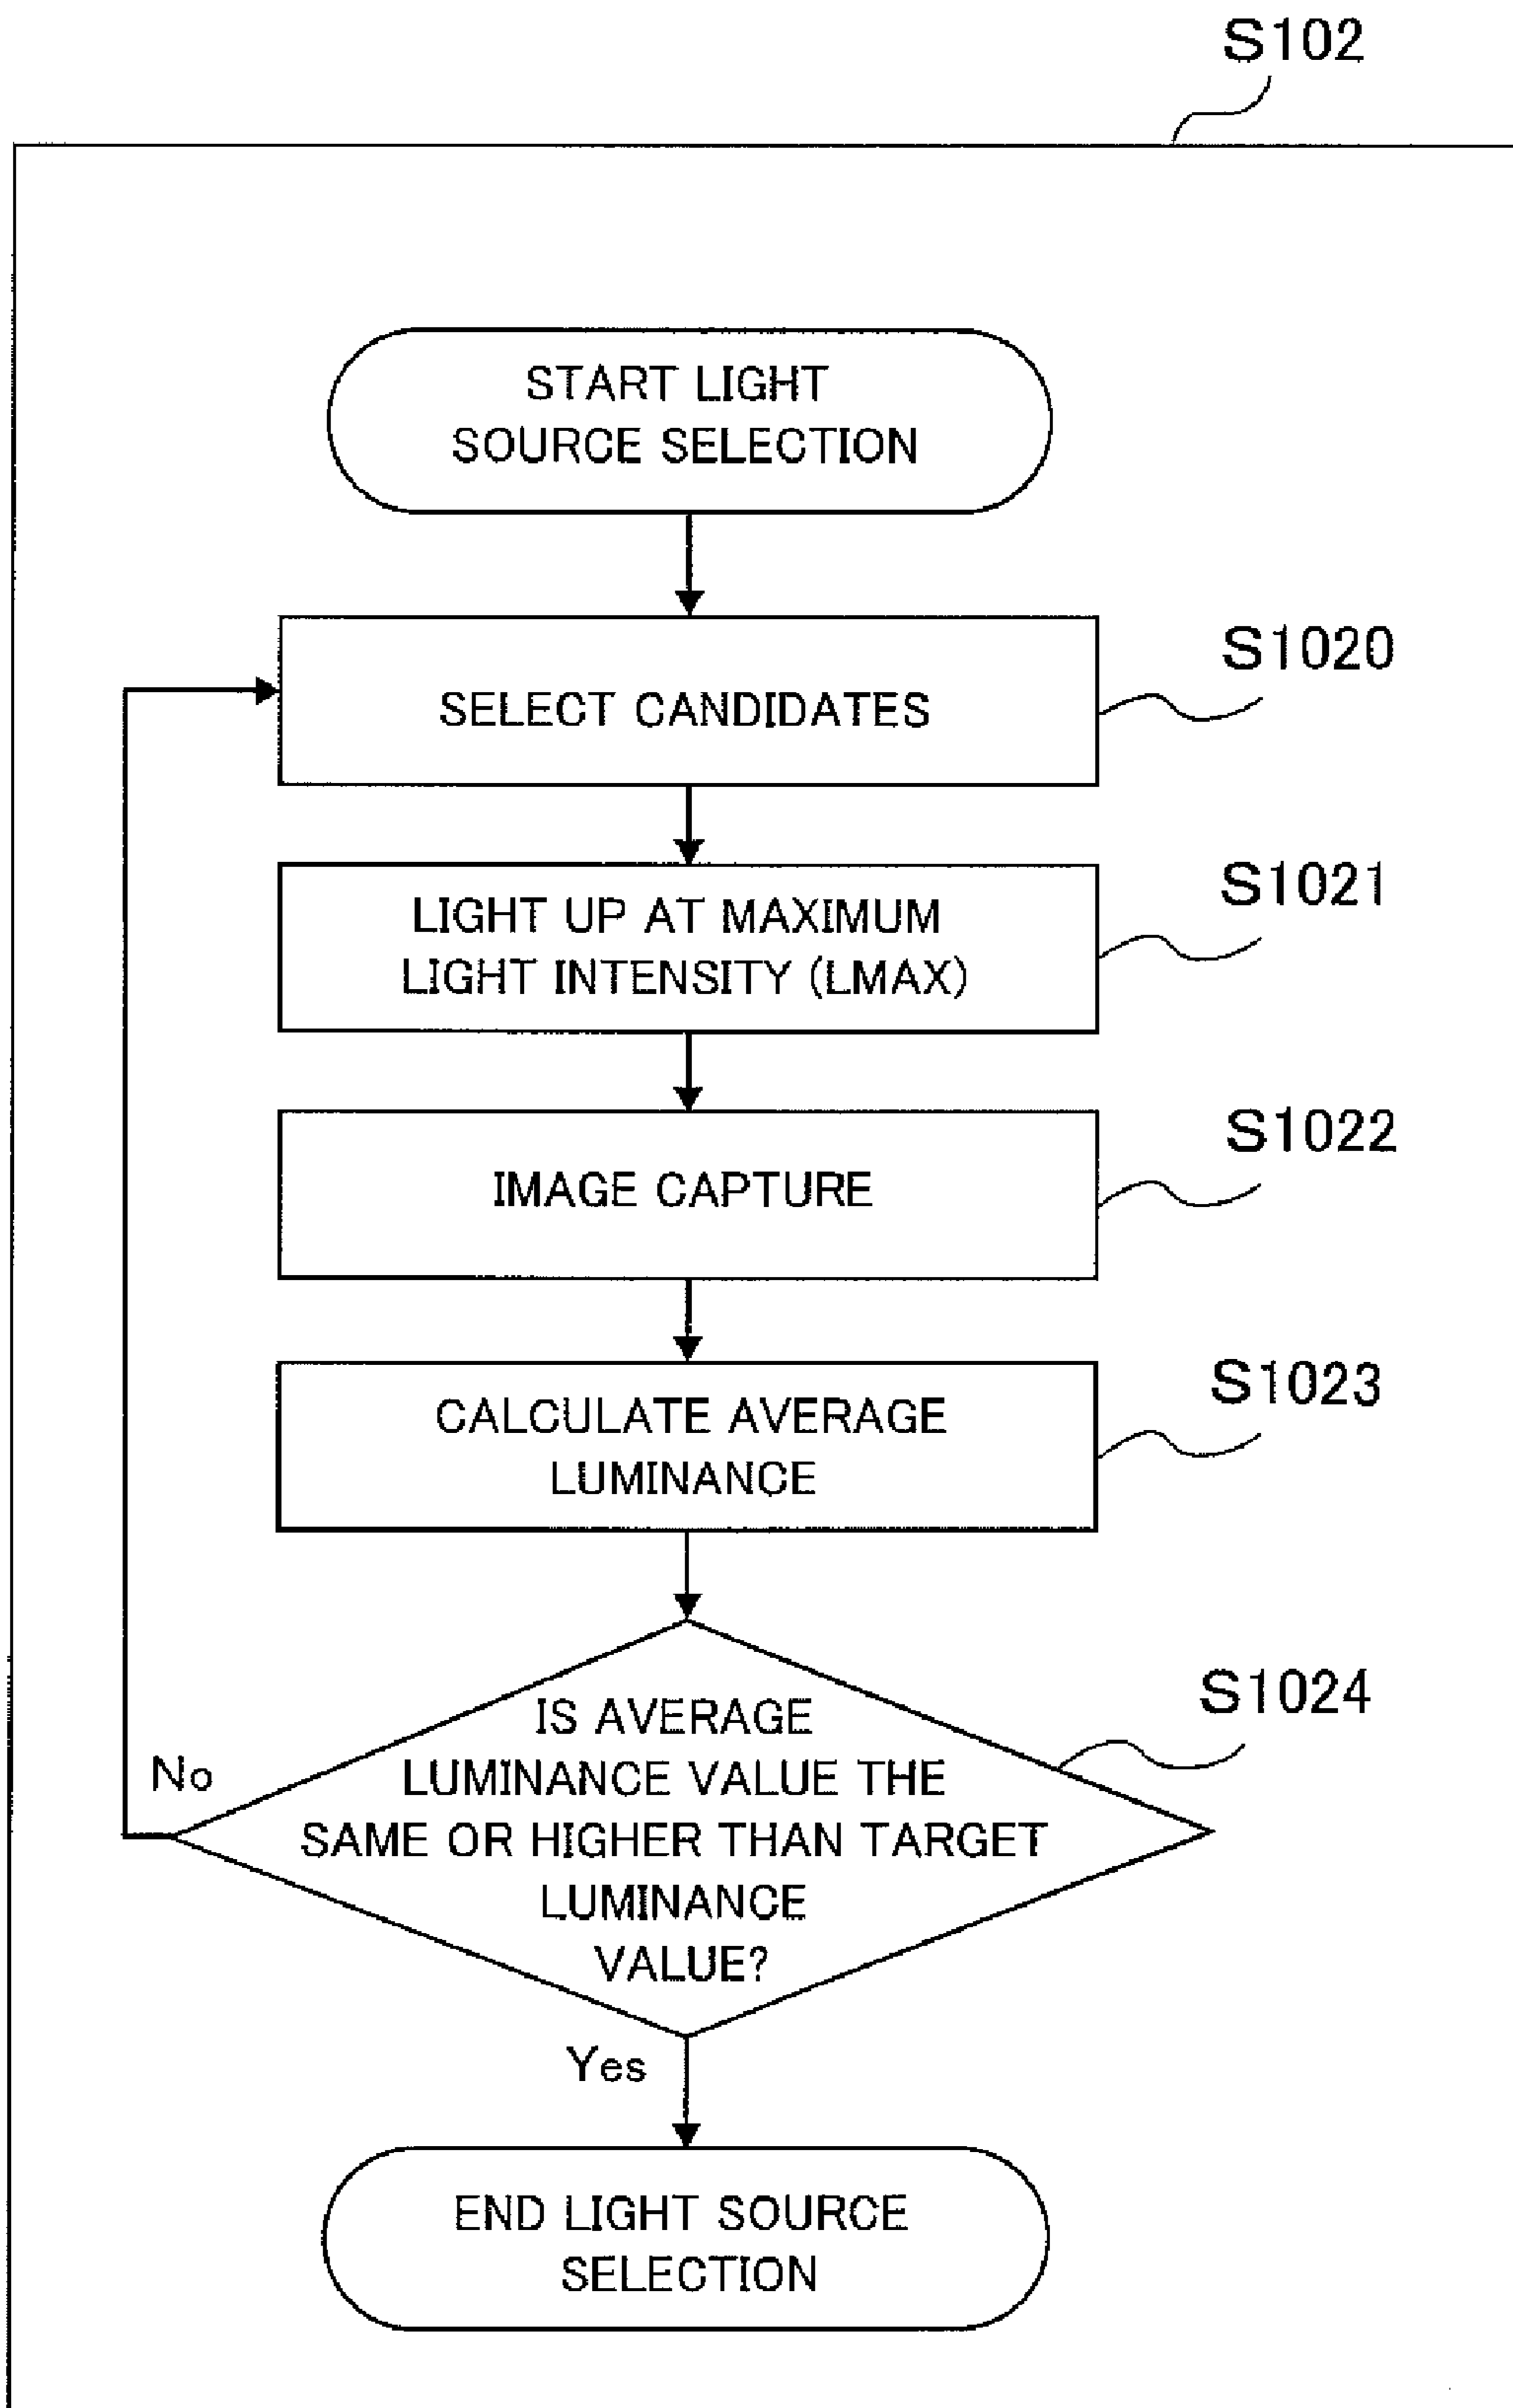 S102
START LIGHT
SOURCE SELECTION
SELECT CANDIDATES
S1020
LIGHT UP AT MAXIMUM
LIGHT INTENSITY (LMAX)
S1021
IMAGE CAPTURE
S1022
CALCULATE AVERAGE
LUMINANCE
S1023
IS AVERAGE
LUMINANCE VALUE THE
SAME OR HIGHER THAN TARGET
LUMINANCE
VALUE?
S1024
No
Yes
END LIGHT SOURCE
SELECTION